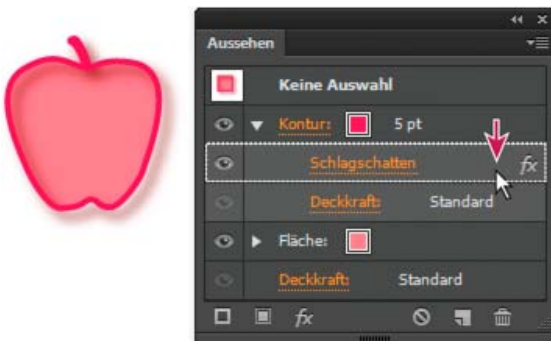 Aussehen
Keine Auswahl
Kontur: 5 pt
Schlagschatten fx
Deckkraft: Standard
Fläche:
Deckkraft: Standard
fx